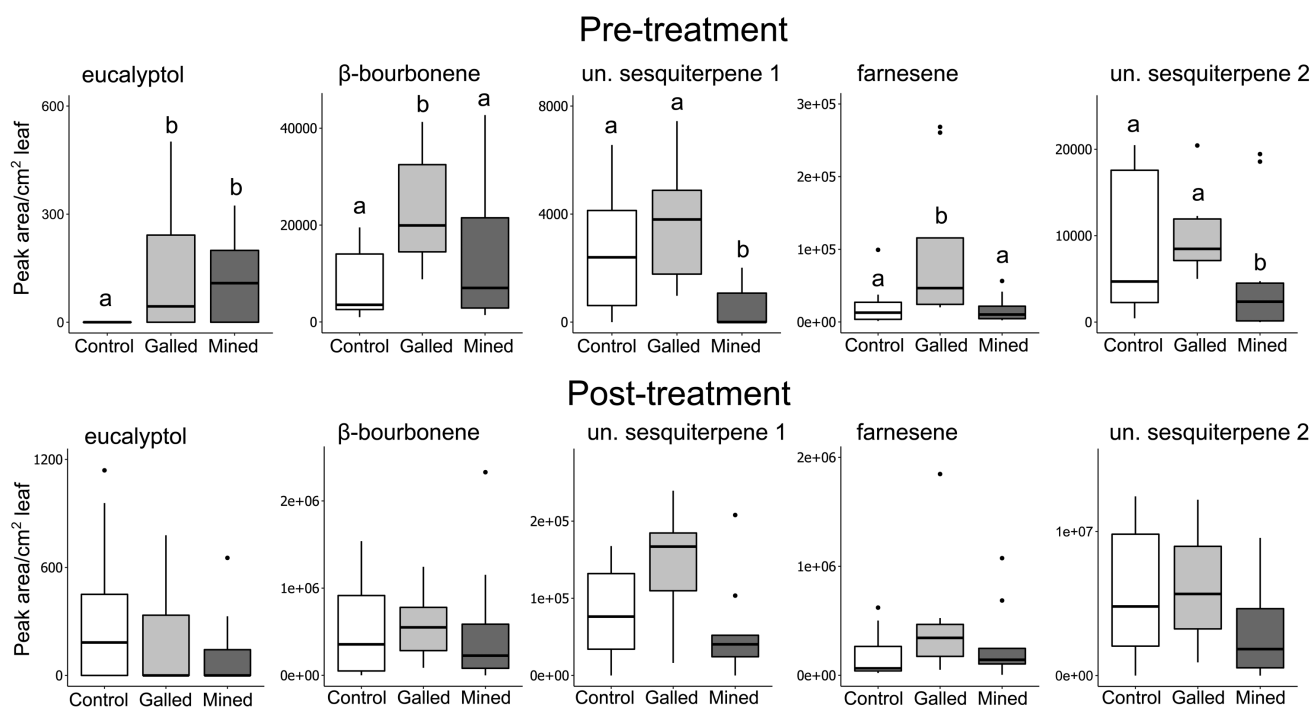 Pre-treatment
eucalyptol
β-bourbonene
un. sesquiterpene 1
farnesene
un. sesquiterpene 2
Peak area/cm² leaf
600
300
0
a
b
b
Control Galled Mined
40000
20000
0
a
b
a
Control Galled Mined
8000
4000
0
a
a
b
Control Galled Mined
3e+05
2e+05
1e+05
0e+00
a
b
a
Control Galled Mined
20000
10000
0
a
a
b
Control Galled Mined
Post-treatment
eucalyptol
β-bourbonene
un. sesquiterpene 1
farnesene
un. sesquiterpene 2
Peak area/cm² leaf
1200
600
0
Control Galled Mined
2e+06
1e+06
0e+00
Control Galled Mined
2e+05
1e+05
0e+00
Control Galled Mined
2e+06
1e+06
0e+00
Control Galled Mined
1e+07
0e+00
Control Galled Mined